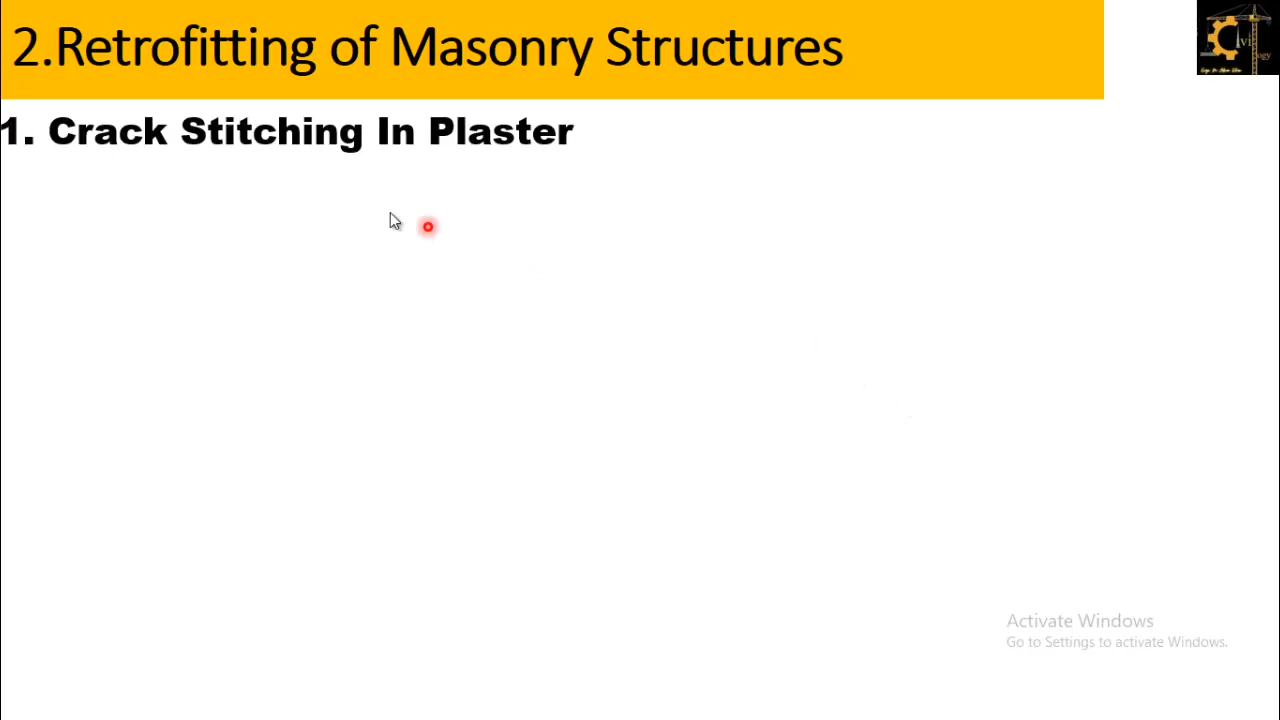 2.Retrofitting of Masonry Structures
1. Crack Stitching In Plaster
Activate Windows
Go to Settings to activate Windows.